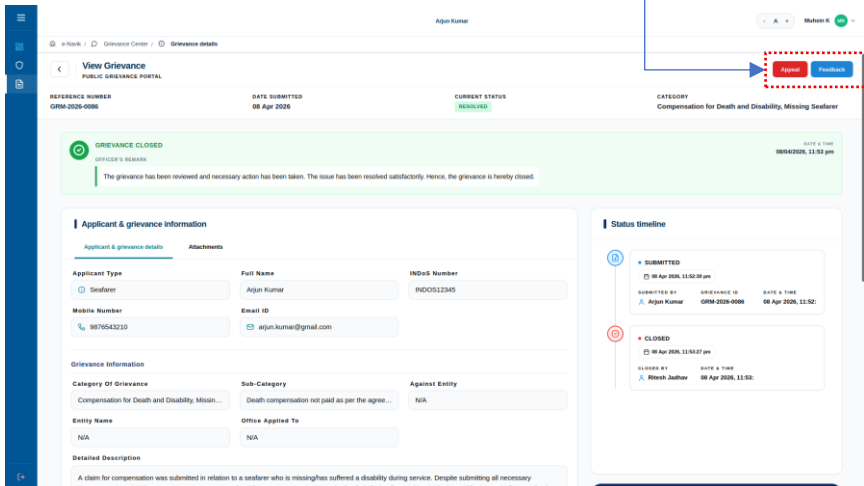 Arjun Kumar
- A +
Muhsin K
MK
e-Navik / Grievance Center / Grievance details
View Grievance
PUBLIC GRIEVANCE PORTAL
Appeal
Feedback
REFERENCE NUMBER
GRM-2026-0086
DATE SUBMITTED
08 Apr 2026
CURRENT STATUS
RESOLVED
CATEGORY
Compensation for Death and Disability, Missing Seafarer
GRIEVANCE CLOSED
OFFICER'S REMARK
The grievance has been reviewed and necessary action has been taken. The issue has been resolved satisfactorily. Hence, the grievance is hereby closed.
DATE & TIME
08/04/2026, 11:53 pm
Applicant & grievance information
Applicant & grievance details
Attachments
Applicant Type
Seafarer
Full Name
Arjun Kumar
INDoS Number
INDOS12345
Mobile Number
9876543210
Email ID
arjun.kumar@gmail.com
Grievance Information
Category Of Grievance
Compensation for Death and Disability, Missin...
Sub-Category
Death compensation not paid as per the agree...
Against Entity
N/A
Entity Name
N/A
Office Applied To
N/A
Detailed Description
A claim for compensation was submitted in relation to a seafarer who is missing/has suffered a disability during service. Despite submitting all necessary
Status timeline
SUBMITTED
08 Apr 2026, 11:52:20 pm
SUBMITTED BY
Arjun Kumar
GRIEVANCE ID
GRM-2026-0086
DATE & TIME
08 Apr 2026, 11:52:
CLOSED
08 Apr 2026, 11:53:27 pm
CLOSED BY
Ritesh Jadhav
DATE & TIME
08 Apr 2026, 11:53: